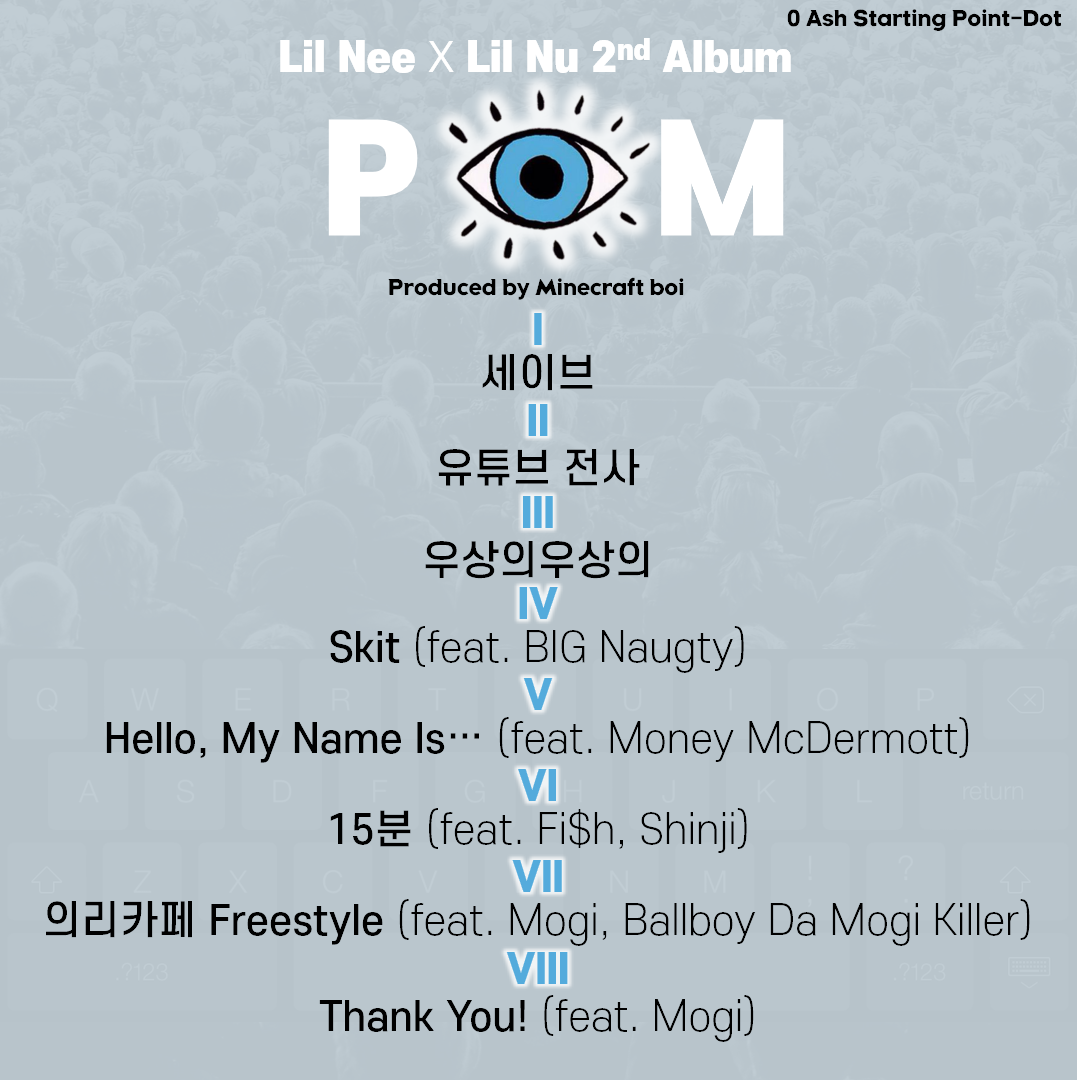 0 Ash Starting Point-Dot
Lil Nee X Lil Nu 2nd Album
P M
Produced by Minecraft boi
I
세이브
II
유튜브 전사
III
우상의우상의
IV
Skit (feat. BIG Naugty)
Q W E R T U I O P
V
Hello, My Name Is… (feat. Money McDermott)
VI
A S D F G H J K L return
15분 (feat. Fi$h, Shinji)
VII
Z X C V N M ! ?
의리카페 Freestyle (feat. Mogi, Ballboy Da Mogi Killer)
VIII
.?123 .?123
Thank You! (feat. Mogi)